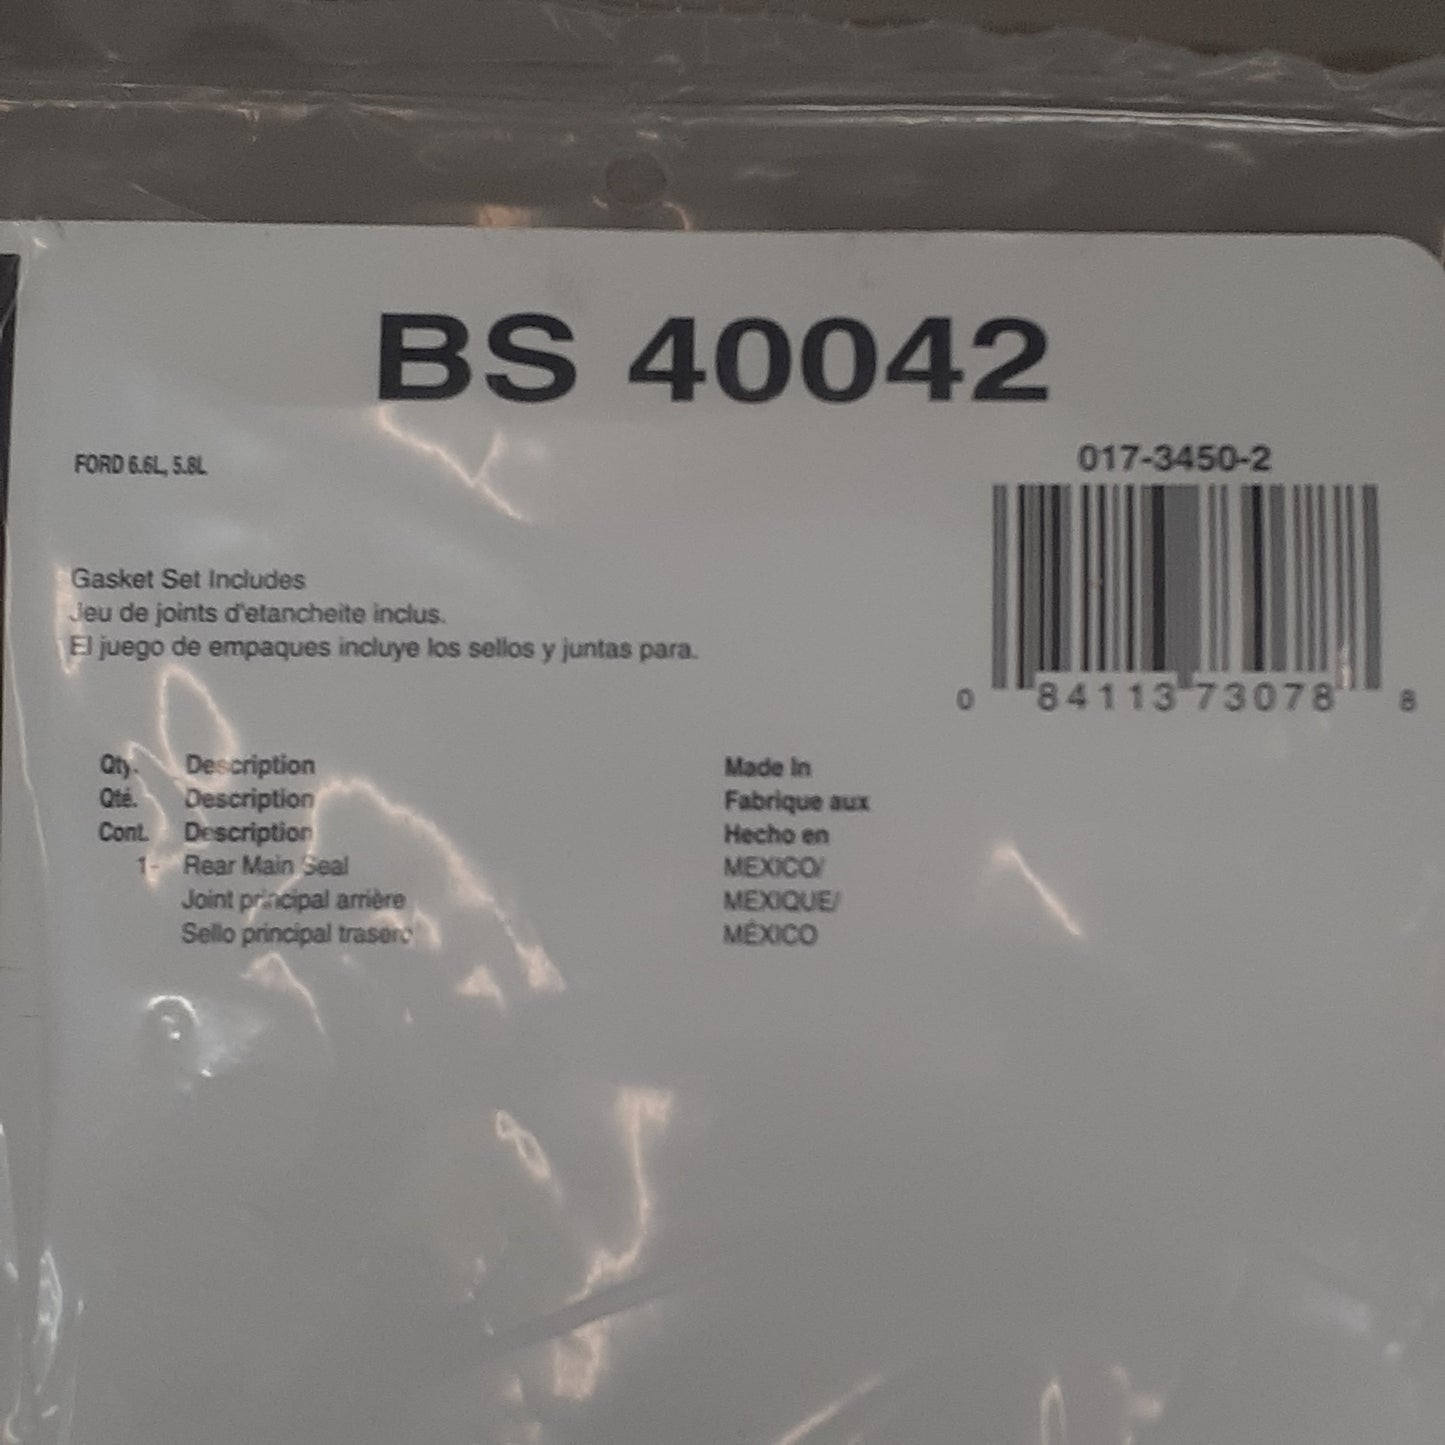 BS 40042
FORD 6.6L, 5.8L
017-3450-2
0 84113 73078 8
Gasket Set Includes
Jeu de joints d'etancheite inclus.
El juego de empaques incluye los sellos y juntas para.
Qty. Description Made In
Qté. Description Fabrique aux
Cont. Description Hecho en
1- Rear Main Seal MEXICO/
Joint principal arrière MEXIQUE/
Sello principal trasero MÉXICO